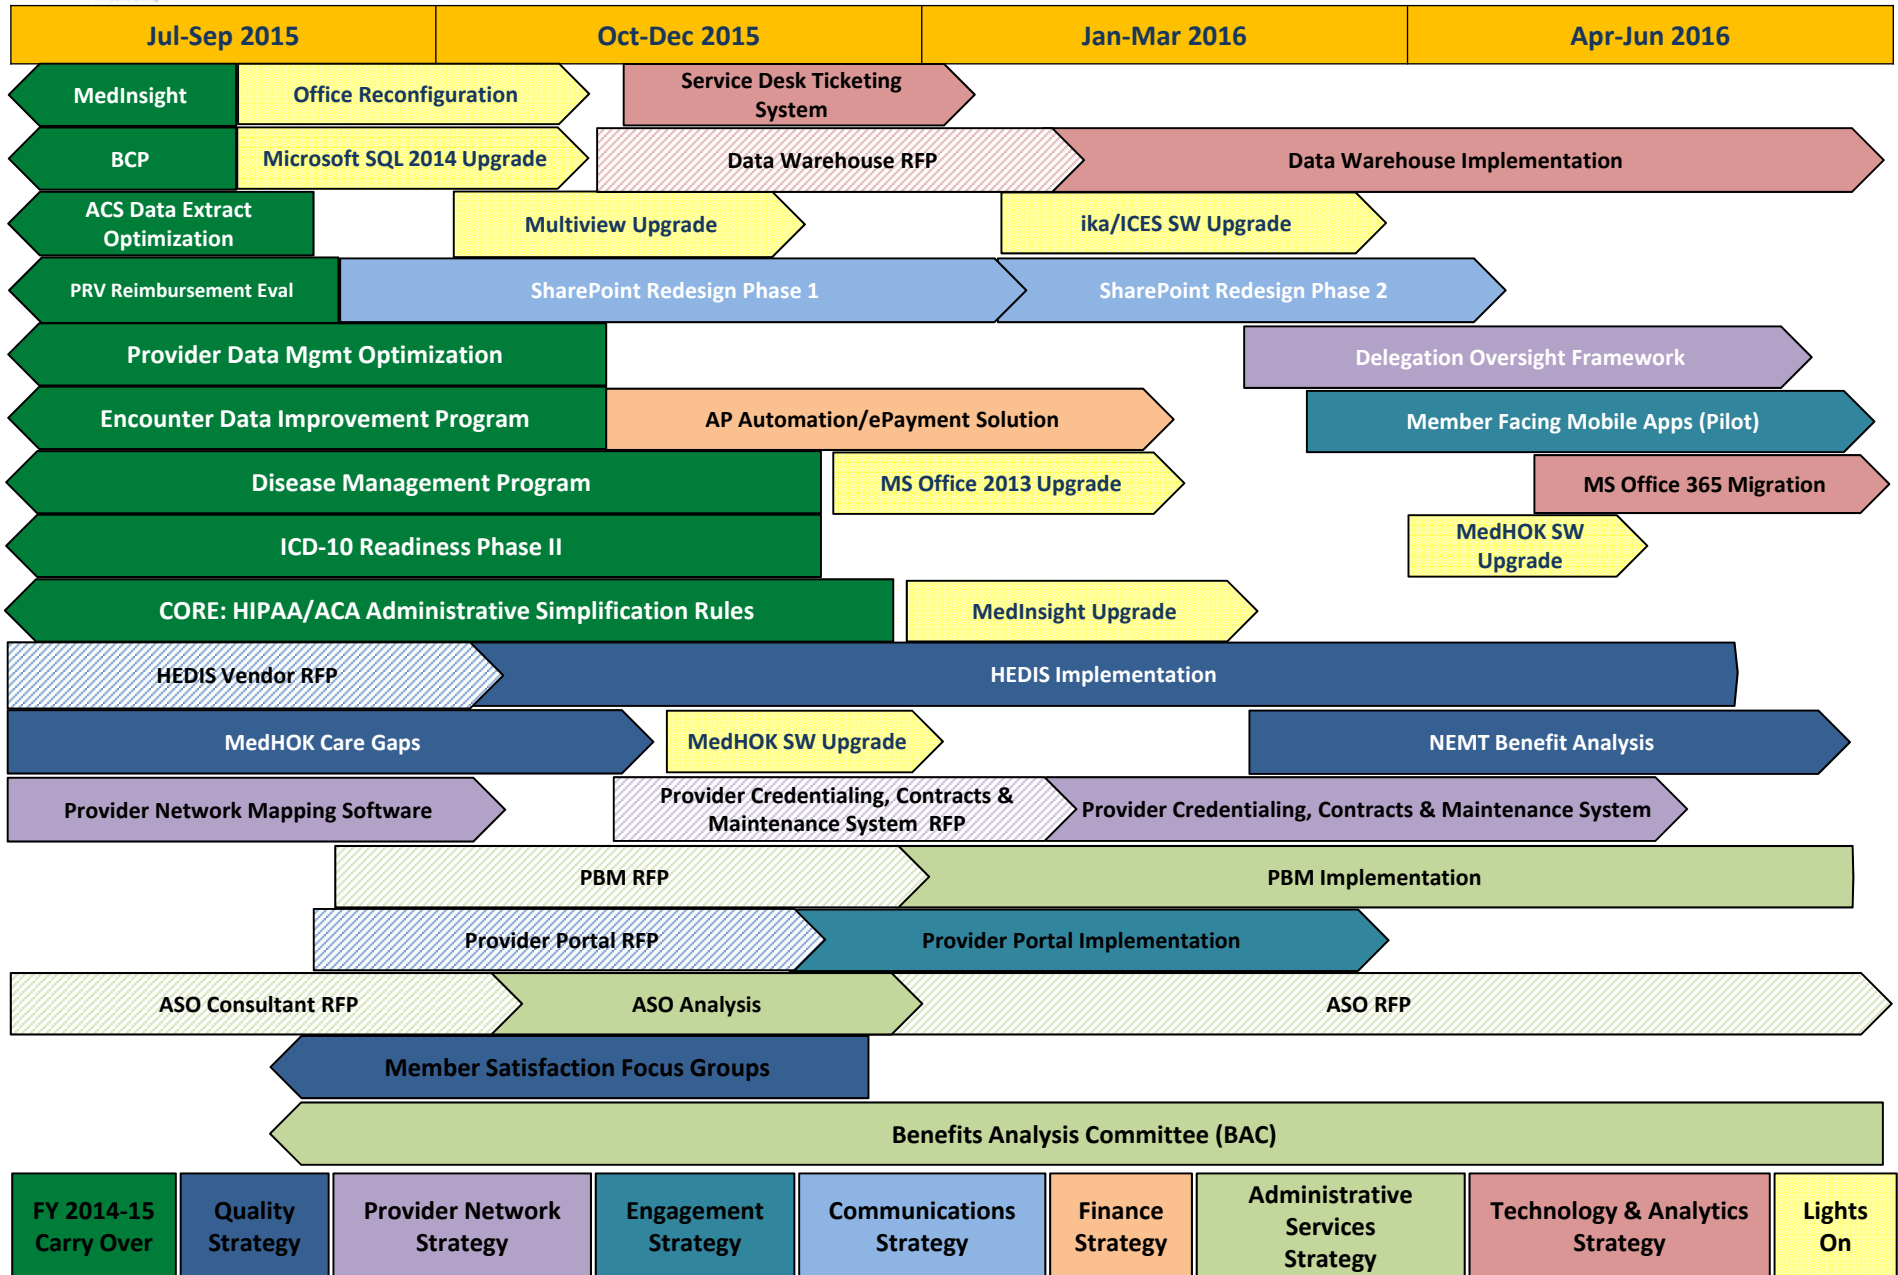 Jul-Sep 2015
Oct-Dec 2015
Jan-Mar 2016
Apr-Jun 2016
MedInsight
Office Reconfiguration
Service Desk Ticketing
System
BCP
Microsoft SQL 2014 Upgrade
Data Warehouse RFP
Data Warehouse Implementation
ACS Data Extract
Optimization
Multiview Upgrade
ika/ICES SW Upgrade
PRV Reimbursement Eval
SharePoint Redesign Phase 1
SharePoint Redesign Phase 2
Provider Data Mgmt Optimization
Delegation Oversight Framework
Encounter Data Improvement Program
AP Automation/ePayment Solution
Member Facing Mobile Apps (Pilot)
Disease Management Program
MS Office 2013 Upgrade
MS Office 365 Migration
ICD-10 Readiness Phase II
MedHOK SW
Upgrade
CORE: HIPAA/ACA Administrative Simplification Rules
MedInsight Upgrade
HEDIS Vendor RFP
HEDIS Implementation
MedHOK Care Gaps
MedHOK SW Upgrade
NEMT Benefit Analysis
Provider Network Mapping Software
Provider Credentialing, Contracts &
Maintenance System RFP
Provider Credentialing, Contracts & Maintenance System
PBM RFP
PBM Implementation
Provider Portal RFP
Provider Portal Implementation
ASO Consultant RFP
ASO Analysis
ASO RFP
Member Satisfaction Focus Groups
Benefits Analysis Committee (BAC)
FY 2014-15
Carry Over
Quality
Strategy
Provider Network
Strategy
Engagement
Strategy
Communications
Strategy
Finance
Strategy
Administrative
Services
Strategy
Technology & Analytics
Strategy
Lights
On